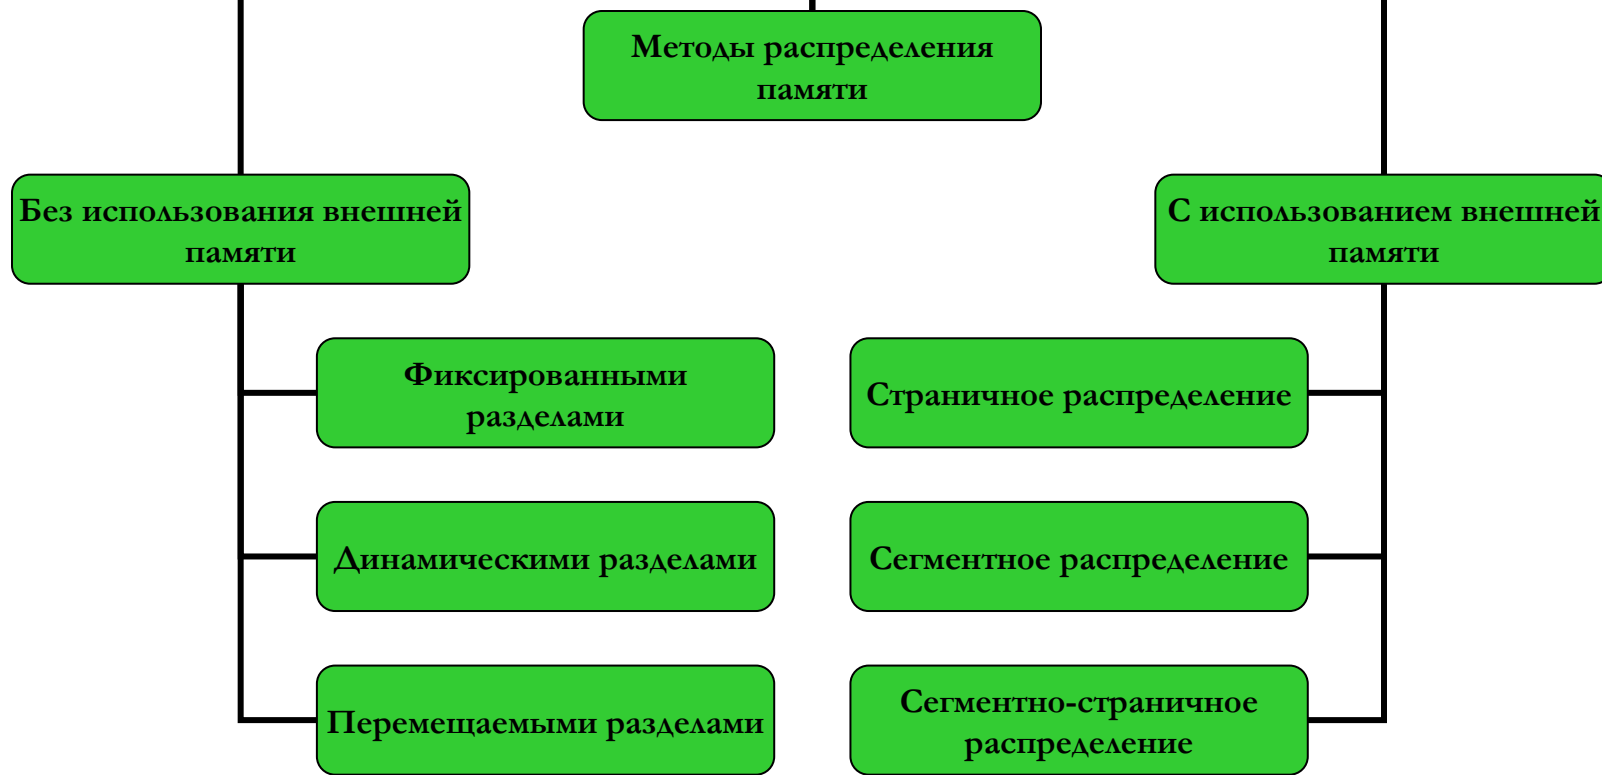 Методы распределения
памяти
Без использования внешней
памяти
С использованием внешней
памяти
Фиксированными
разделами
Страничное распределение
Динамическими разделами
Сегментное распределение
Перемещаемыми разделами
Сегментно-страничное
распределение